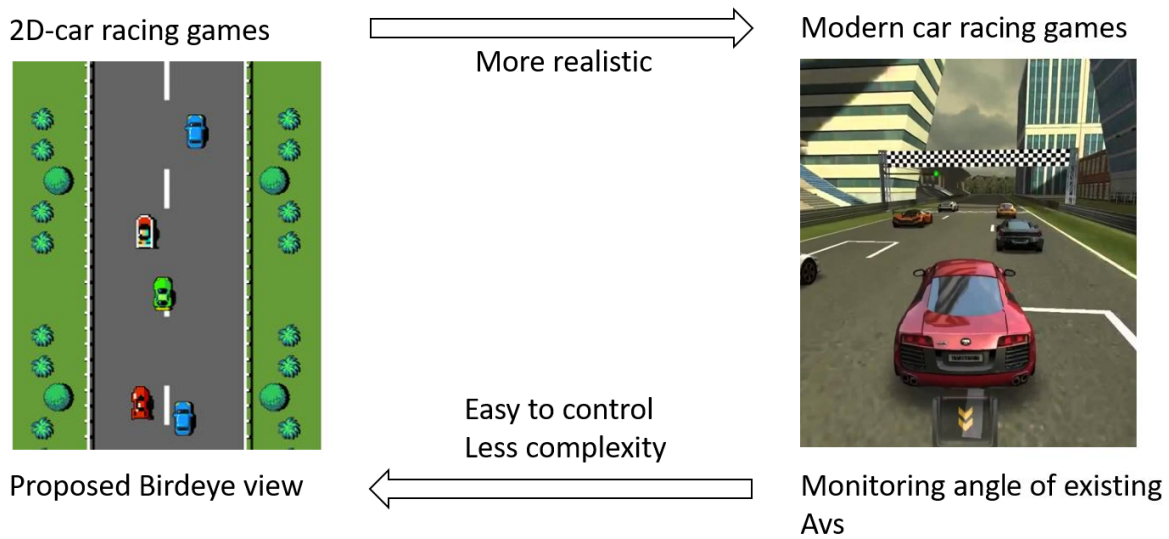 2D-car racing games
More realistic
Modern car racing games
Easy to control
Less complexity
Proposed Birdeye view
Monitoring angle of existing
Avs